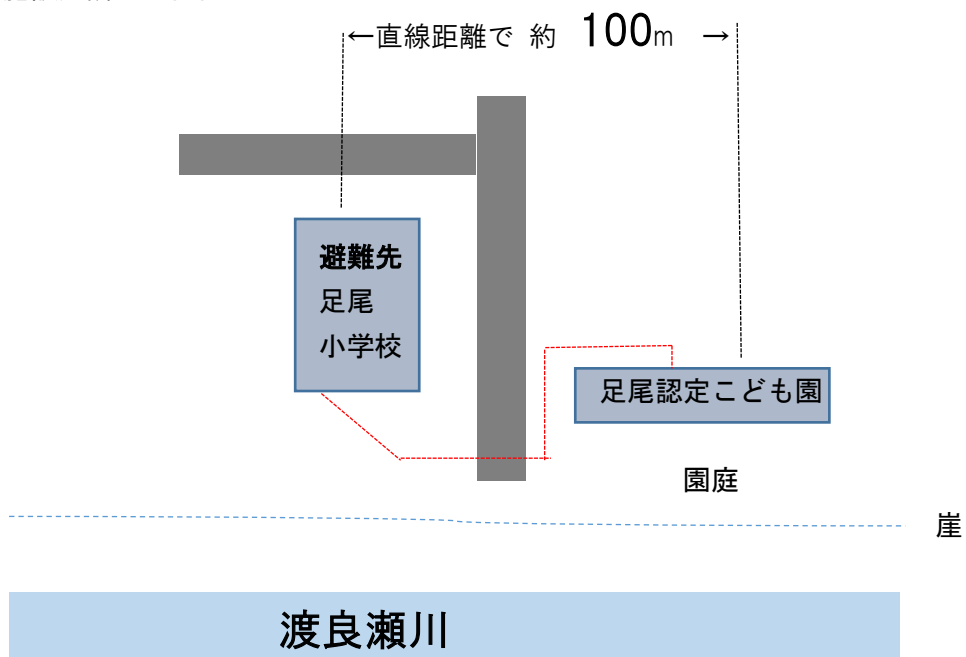 ←直線距離で 約 100m →
避難先
足尾
小学校
足尾認定こども園
園庭
崖
渡良瀬川